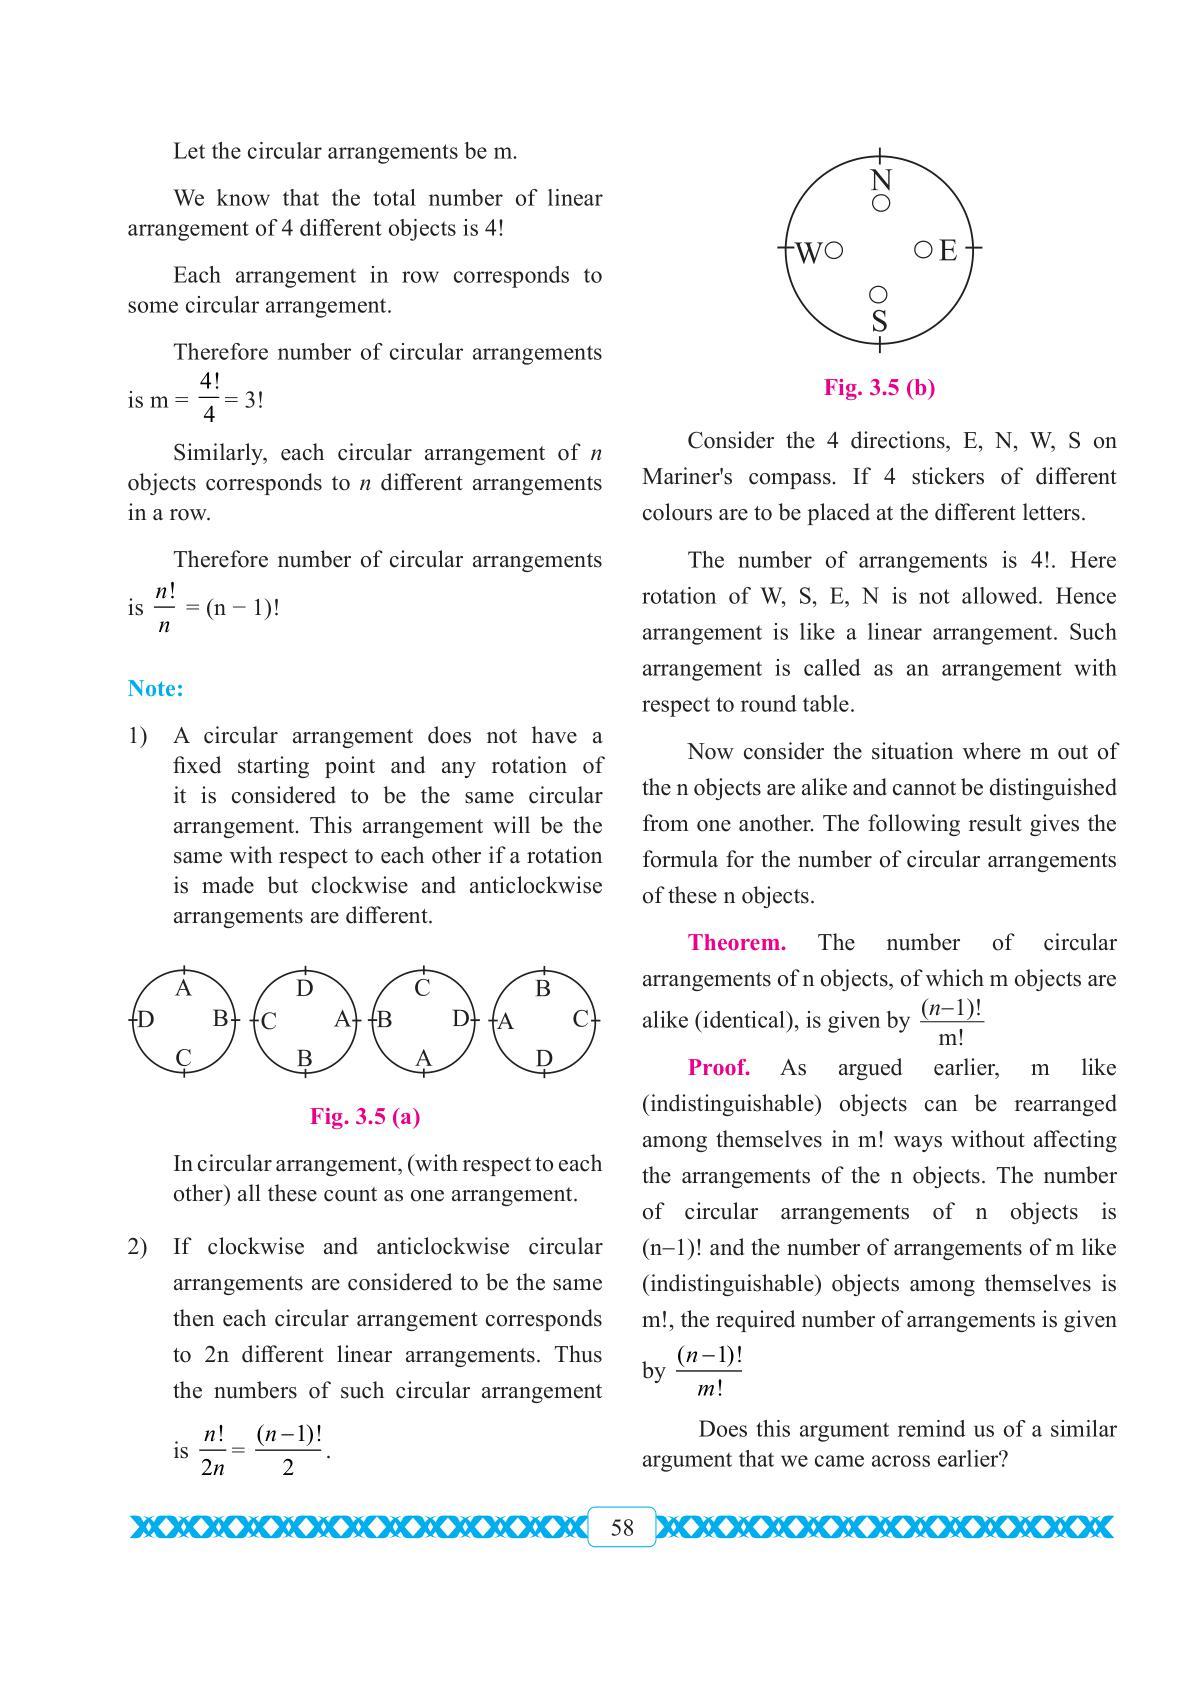 Let the circular arrangements be m.
We know that the total number of linear
arrangement of 4 different objects is 4!
Each arrangement in row corresponds to
some circular arrangement.
Therefore number of circular arrangements
is m = 4!/4 = 3!
Similarly, each circular arrangement of n
objects corresponds to n different arrangements
in a row.
Therefore number of circular arrangements
is n!/n = (n − 1)!
Note:
1) A circular arrangement does not have a
fixed starting point and any rotation of
it is considered to be the same circular
arrangement. This arrangement will be the
same with respect to each other if a rotation
is made but clockwise and anticlockwise
arrangements are different.
A D C B
D B C A B D A C
C B A D
Fig. 3.5 (a)
In circular arrangement, (with respect to each
other) all these count as one arrangement.
2) If clockwise and anticlockwise circular
arrangements are considered to be the same
then each circular arrangement corresponds
to 2n different linear arrangements. Thus
the numbers of such circular arrangement
is n!/2n = (n−1)!/2 .
N
W E
S
Fig. 3.5 (b)
Consider the 4 directions, E, N, W, S on
Mariner's compass. If 4 stickers of different
colours are to be placed at the different letters.
The number of arrangements is 4!. Here
rotation of W, S, E, N is not allowed. Hence
arrangement is like a linear arrangement. Such
arrangement is called as an arrangement with
respect to round table.
Now consider the situation where m out of
the n objects are alike and cannot be distinguished
from one another. The following result gives the
formula for the number of circular arrangements
of these n objects.
Theorem. The number of circular
arrangements of n objects, of which m objects are
alike (identical), is given by (n−1)!/m!
Proof. As argued earlier, m like
(indistinguishable) objects can be rearranged
among themselves in m! ways without affecting
the arrangements of the n objects. The number
of circular arrangements of n objects is
(n−1)! and the number of arrangements of m like
(indistinguishable) objects among themselves is
m!, the required number of arrangements is given
by (n−1)!/m!
Does this argument remind us of a similar
argument that we came across earlier?
58